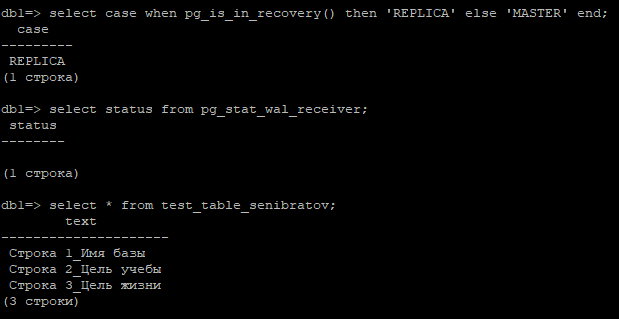 db1=> select case when pg_is_in_recovery() then 'REPLICA' else 'MASTER' end;
  case
---------
 REPLICA
(1 строка)

db1=> select status from pg_stat_wal_receiver;
 status
--------

(1 строка)

db1=> select * from test_table_senibratov;
        text
---------------------
 Строка 1_Имя базы
 Строка 2_Цель учебы
 Строка 3_Цель жизни
(3 строки)